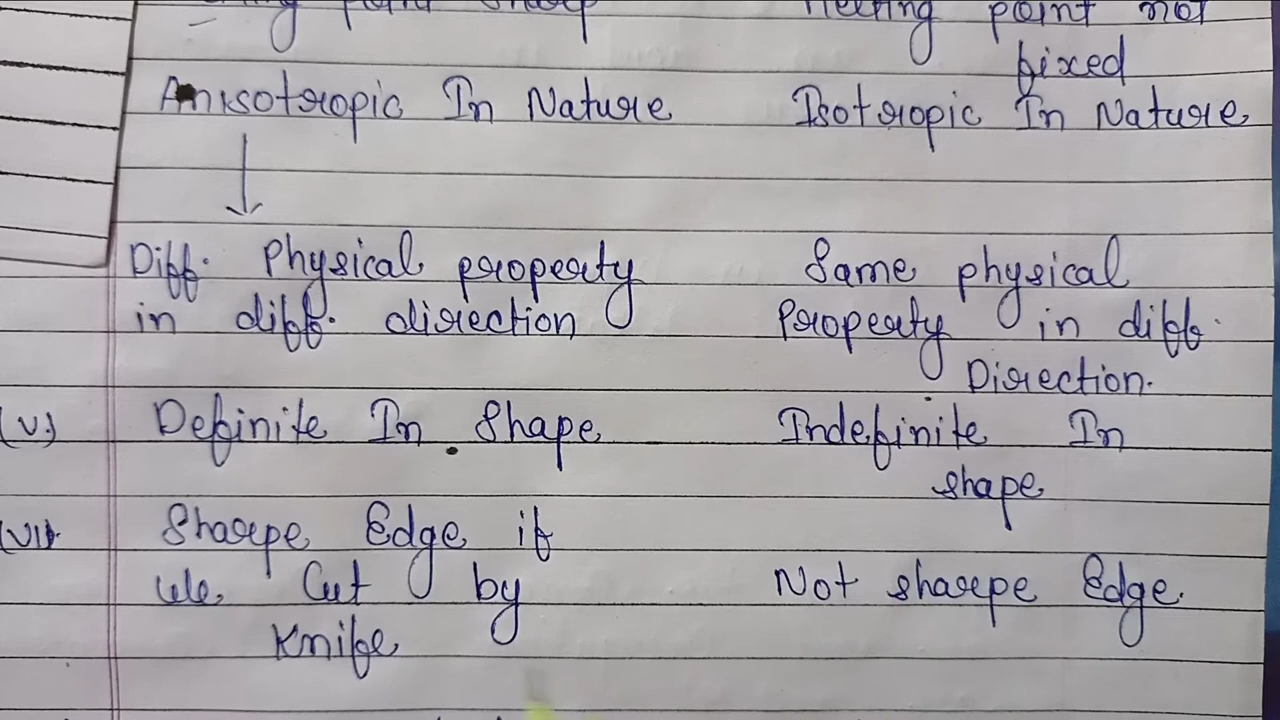 point sharp    Melting point not
fixed
Anisotropic In Nature    Isotropic In Nature
Diff. Physical property    Same physical
in diff. direction    Property in diff.
Direction.
(V.)    Definite In Shape    Indefinite In
shape
(VI).    Sharpe Edge if
we Cut by    Not sharpe Edge.
Knife